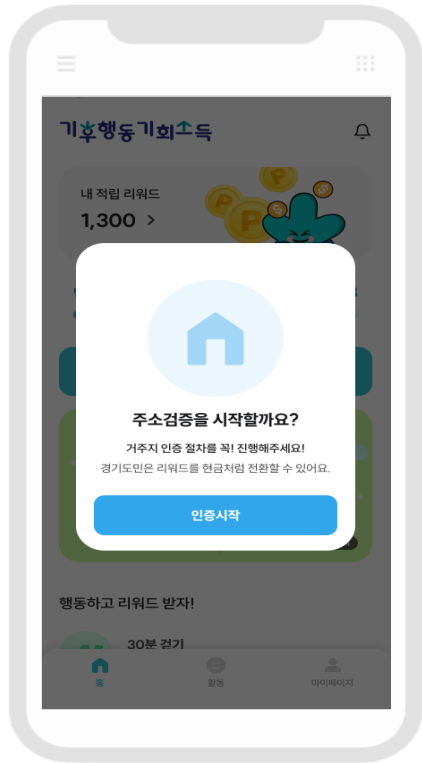 기후행동기회소득
내 적립 리워드
1,300 >
주소검증을 시작할까요?
거주지 인증 절차를 꼭! 진행해주세요!
경기도민은 리워드를 현금처럼 전환할 수 있어요.
인증시작
행동하고 리워드 받자!
30분 걷기
홈
활동
마이페이지